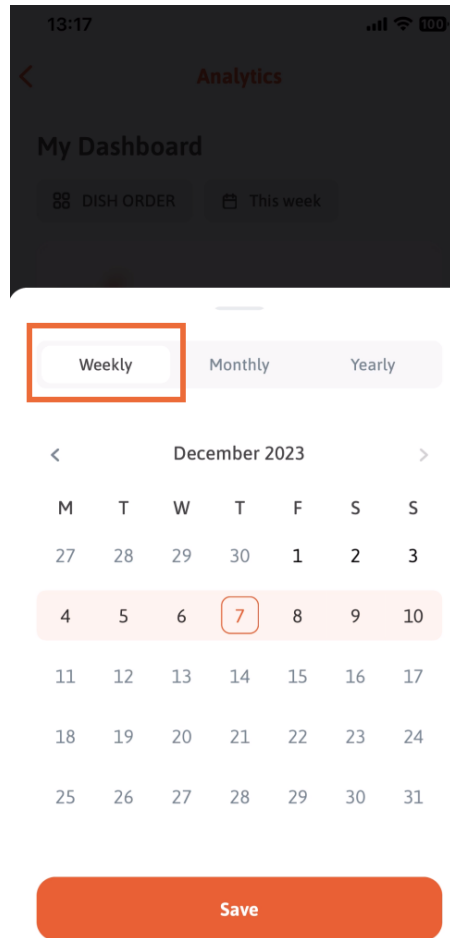 13:17 100
Analytics
My Dashboard
DISH ORDER This week
Weekly Monthly Yearly
< December 2023 >
M T W T F S S
27 28 29 30 1 2 3
4 5 6 7 8 9 10
11 12 13 14 15 16 17
18 19 20 21 22 23 24
25 26 27 28 29 30 31
Save